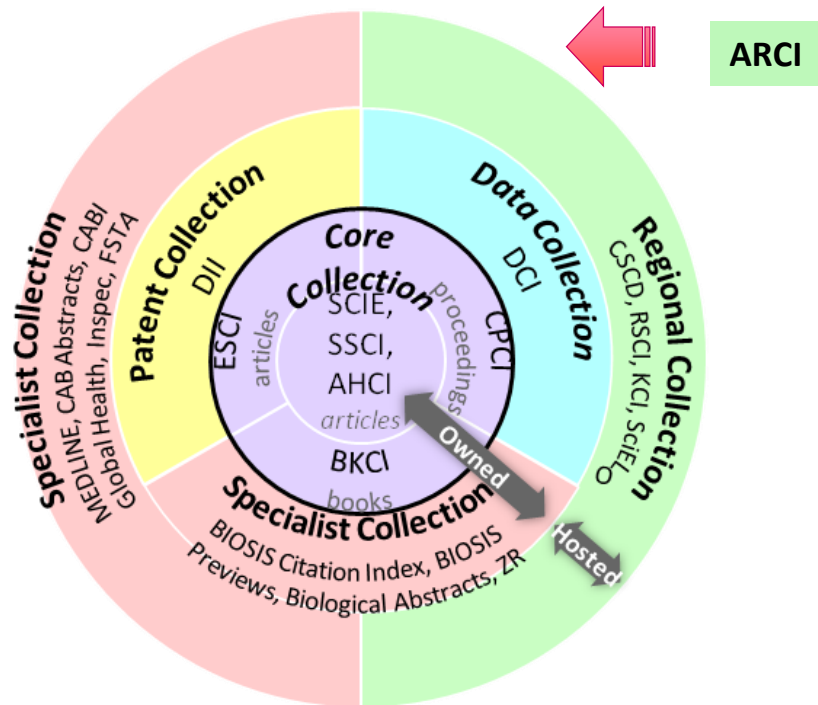 ARCI
Specialist Collection
MEDLINE, CAB Abstracts, CABI
Global Health, Inspec, FSTA
Patent Collection
DII
Core
Collection
SCIE,
SSCI,
AHCI
articles
ESCI
articles
CPCI
proceedings
BKCI
books
Data Collection
DCI
Regional Collection
CSCD, RSCI, KCI, SciELO
Specialist Collection
BIOSIS Citation Index, BIOSIS
Previews, Biological Abstracts, ZR
Owned
Hosted